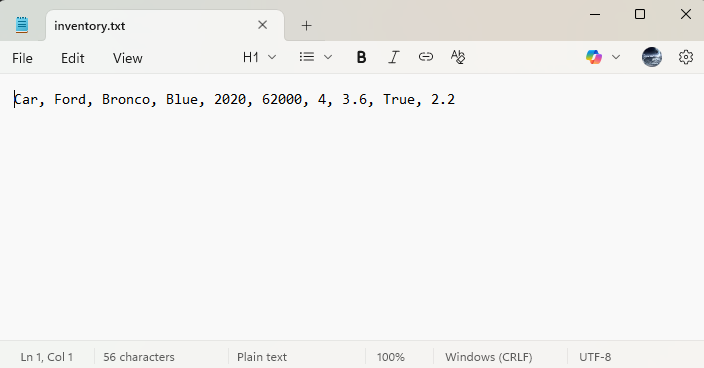 inventory.txt
File Edit View H1 B I
Car, Ford, Bronco, Blue, 2020, 62000, 4, 3.6, True, 2.2
Ln 1, Col 1 56 characters Plain text 100% Windows (CRLF) UTF-8